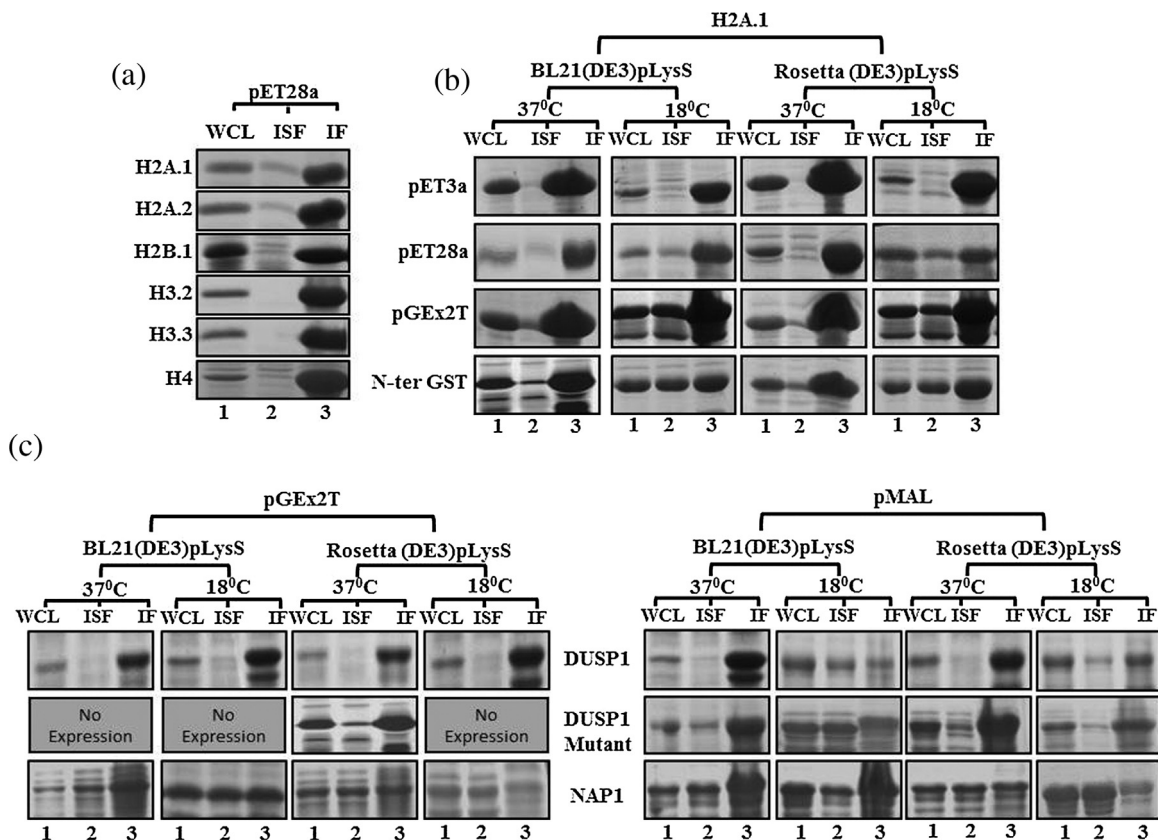 (a)
pET28a
WCL ISF IF
H2A.1
H2A.2
H2B.1
H3.2
H3.3
H4
1 2 3
(b)
H2A.1
BL21(DE3)pLysS Rosetta (DE3)pLysS
37⁰C 18⁰C 37⁰C 18⁰C
WCL ISF IF WCL ISF IF WCL ISF IF WCL ISF IF
pET3a
pET28a
pGEx2T
N-ter GST
1 2 3 1 2 3 1 2 3 1 2 3
(c)
pGEx2T
BL21(DE3)pLysS Rosetta (DE3)pLysS
37⁰C 18⁰C 37⁰C 18⁰C
WCL ISF IF WCL ISF IF WCL ISF IF WCL ISF IF
No No No
Expression Expression Expression
1 2 3 1 2 3 1 2 3 1 2 3
pMAL
BL21(DE3)pLysS Rosetta (DE3)pLysS
37⁰C 18⁰C 37⁰C 18⁰C
WCL ISF IF WCL ISF IF WCL ISF IF WCL ISF IF
DUSP1
DUSP1
Mutant
NAP1
1 2 3 1 2 3 1 2 3 1 2 3